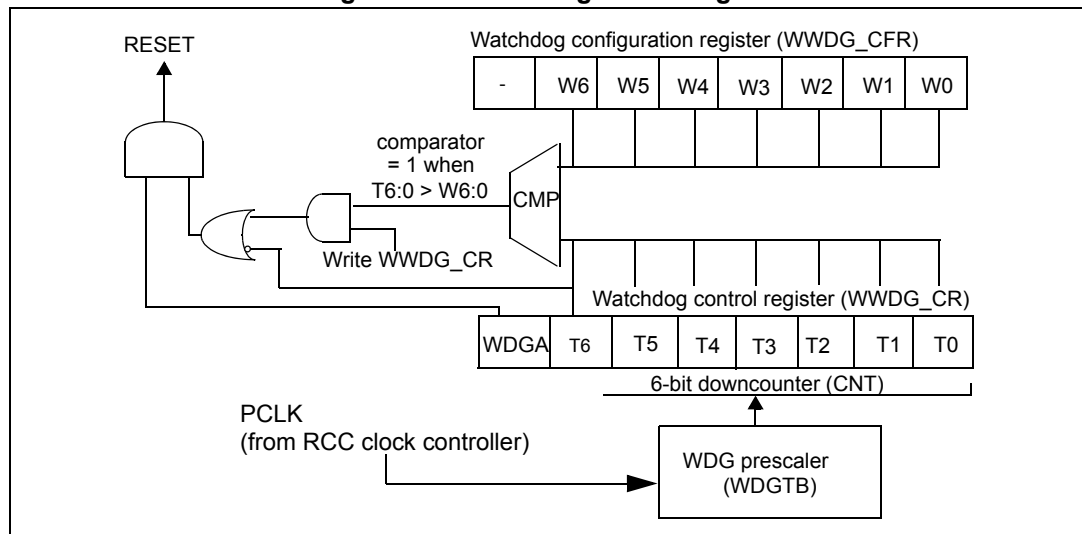 RESET
Watchdog configuration register (WWDG_CFR)
- W6 W5 W4 W3 W2 W1 W0
comparator
= 1 when
T6:0 > W6:0
CMP
Write WWDG_CR
Watchdog control register (WWDG_CR)
WDGA T6 T5 T4 T3 T2 T1 T0
6-bit downcounter (CNT)
PCLK
(from RCC clock controller)
WDG prescaler
(WDGTB)